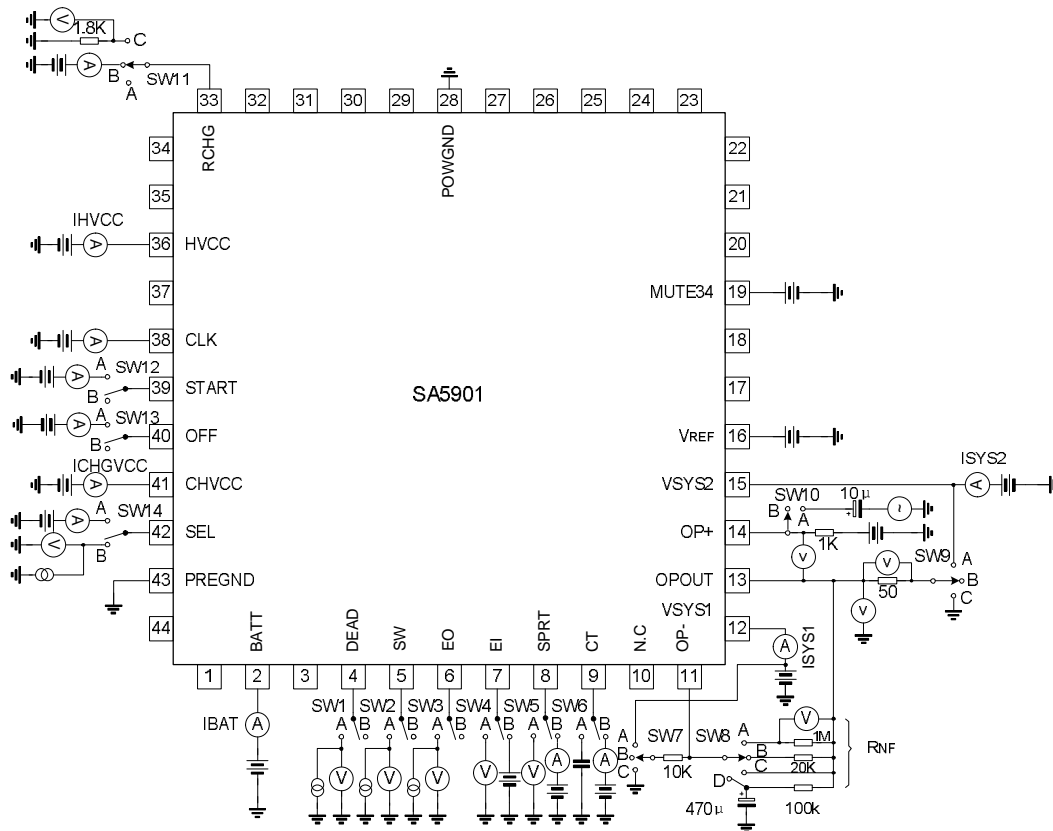 V
1.8K
C
A
B
SW11
A
33
32
31
30
29
28
27
26
25
24
23
RCHG
POWGND
34
35
IHVCC
A
36
HVCC
37
A
38
CLK
A
A
SW12
B
39
START
A
A
SW13
B
40
OFF
ICHGVCC
A
41
CHVCC
A
A
SW14
V
B
42
SEL
43
PREGND
44
SA5901
22
21
20
MUTE34
19
18
17
VREF
16
VSYS2
15
ISYS2
A
SW10
10μ
B
A
~
OP+
14
1K
V
OPOUT
13
V
50
SW9
A
B
C
V
VSYS1
12
A
ISYS1
BATT
DEAD
SW
EO
EI
SPRT
CT
N.C
OP-
1
2
3
4
5
6
7
8
9
10
11
IBAT
A
SW1
A
B
SW2
A
B
SW3
A
B
SW4
A
B
SW5
A
B
SW6
A
B
V
V
V
V
V
A
A
A
B
C
SW7
10K
SW8
A
B
C
D
V
1M
20K
100k
470μ
RNF